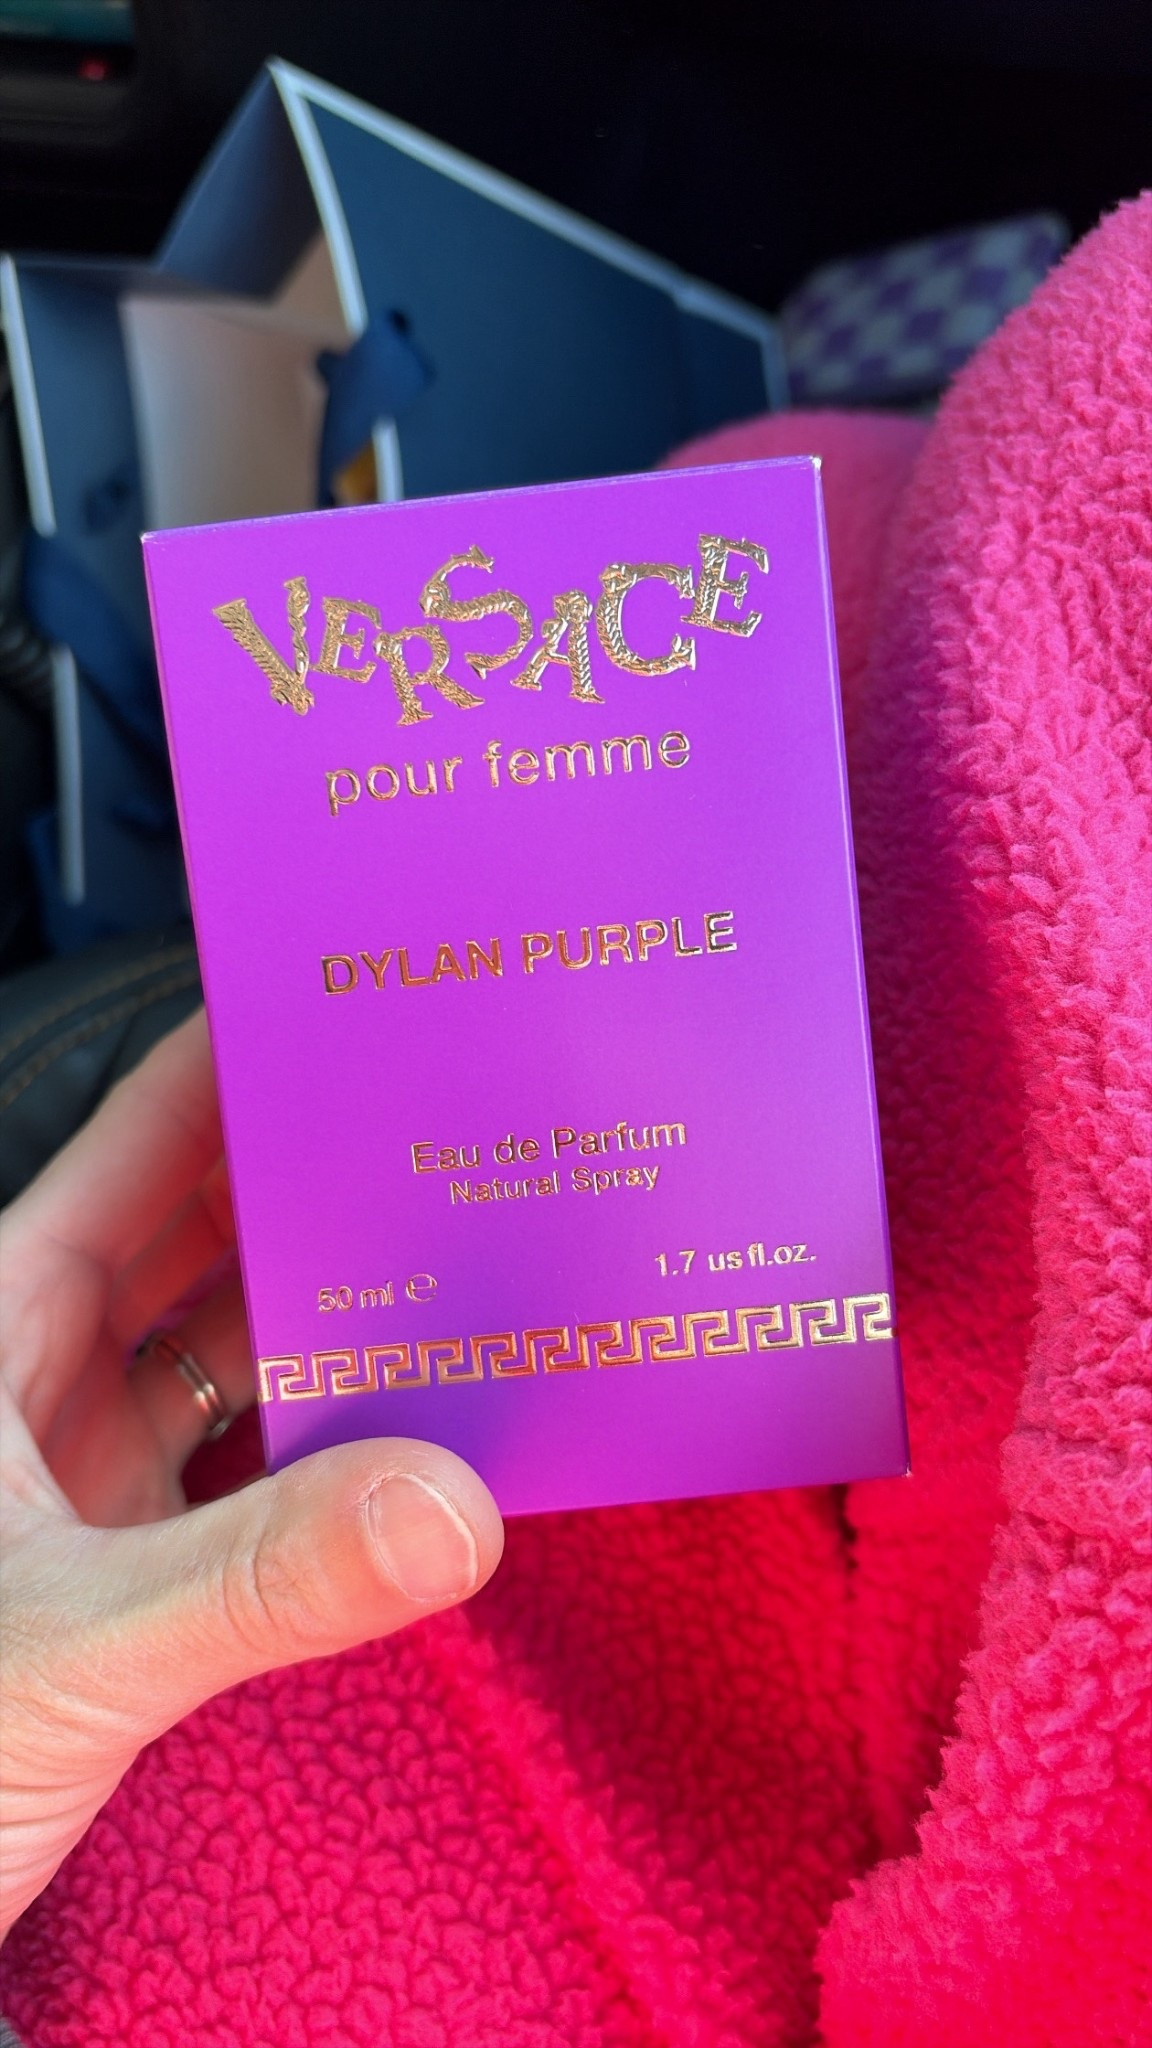 VERSACE
pour femme
DYLAN PURPLE
Eau de Parfum
Natural Spray
50 ml ℮
1.7 us fl.oz.